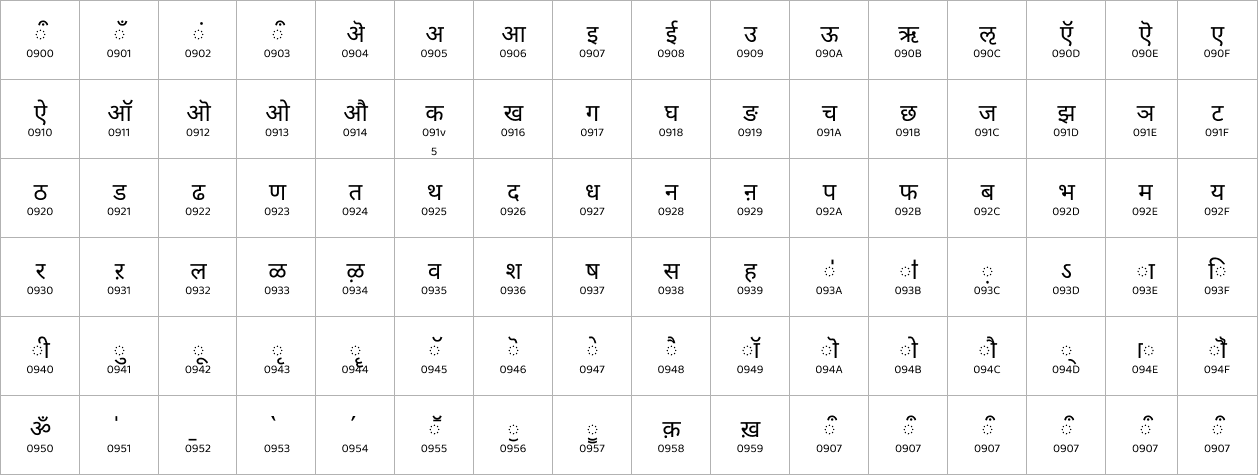 ऀ ँ ं ऀ ऄ अ आ इ ई उ ऊ ऋ ऌ ऍ ऎ ए
0900 0901 0902 0903 0904 0905 0906 0907 0908 0909 090A 090B 090C 090D 090E 090F
ऐ ऑ ऒ ओ औ क ख ग घ ङ च छ ज झ ञ ट
0910 0911 0912 0913 0914 091v 0916 0917 0918 0919 091A 091B 091C 091D 091E 091F
5
ठ ड ढ ण त थ द ध न ऩ प फ ब भ म य
0920 0921 0922 0923 0924 0925 0926 0927 0928 0929 092A 092B 092C 092D 092E 092F
र ऱ ल ळ ऴ व श ष स ह ऺ ऻ ़ ऽ ा ि
0930 0931 0932 0933 0934 0935 0936 0937 0938 0939 093A 093B 093C 093D 093E 093F
ी ु ू ृ ॄ ॅ ॆ े ै ॉ ॊ ो ौ ् ॎ ॏ
0940 0941 0942 0943 0944 0945 0946 0947 0948 0949 094A 094B 094C 094D 094E 094F
ॐ ॑ ॒ ॓ ॔ ॕ ॖ ॗ क़ ख़ ऀ ऀ ऀ ऀ ऀ ऀ
0950 0951 0952 0953 0954 0955 0956 0957 0958 0959 0907 0907 0907 0907 0907 0907